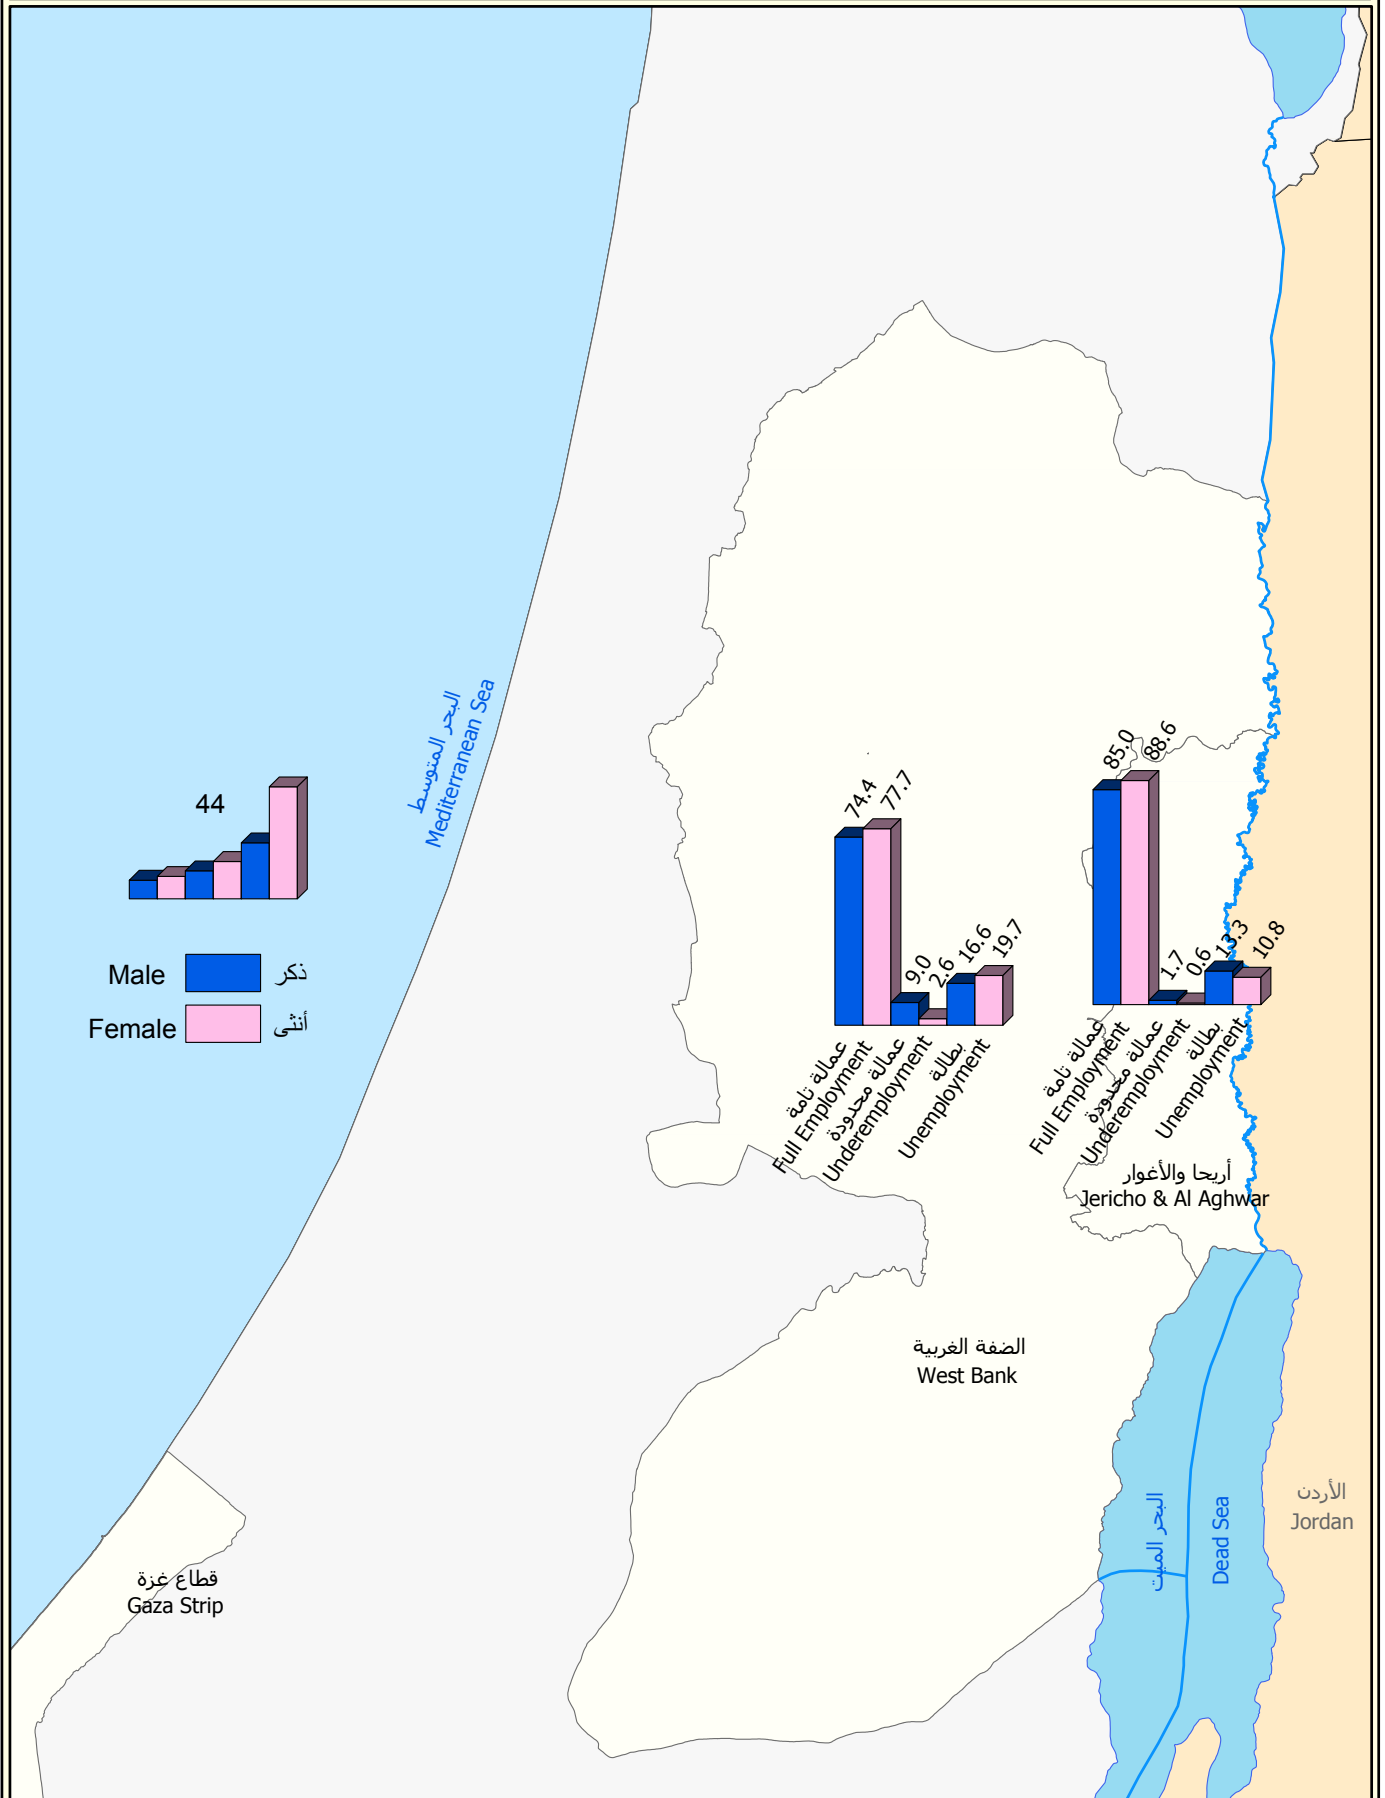 البحر المتوسط
Mediterranean Sea
44
Male ذكر
Female أنثى
74.4
77.7
9.0
2.6
16.6
19.7
عمالة تامة
Full Employment
عمالة محدودة
Underemployment
بطالة
Unemployment
85.0
88.6
1.7
0.6
13.3
10.8
عمالة تامة
Full Employment
عمالة محدودة
Underemployment
بطالة
Unemployment
أريحا والأغوار
Jericho & Al Aghwar
الضفة الغربية
West Bank
البحر الميت
Dead Sea
الأردن
Jordan
قطاع غزة
Gaza Strip